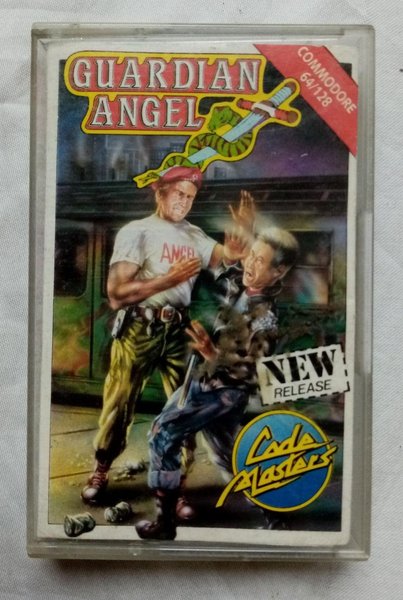 GUARDIAN
ANGEL
COMMODORE
64/128
ANGEL
NEW
RELEASE
Code
Masters